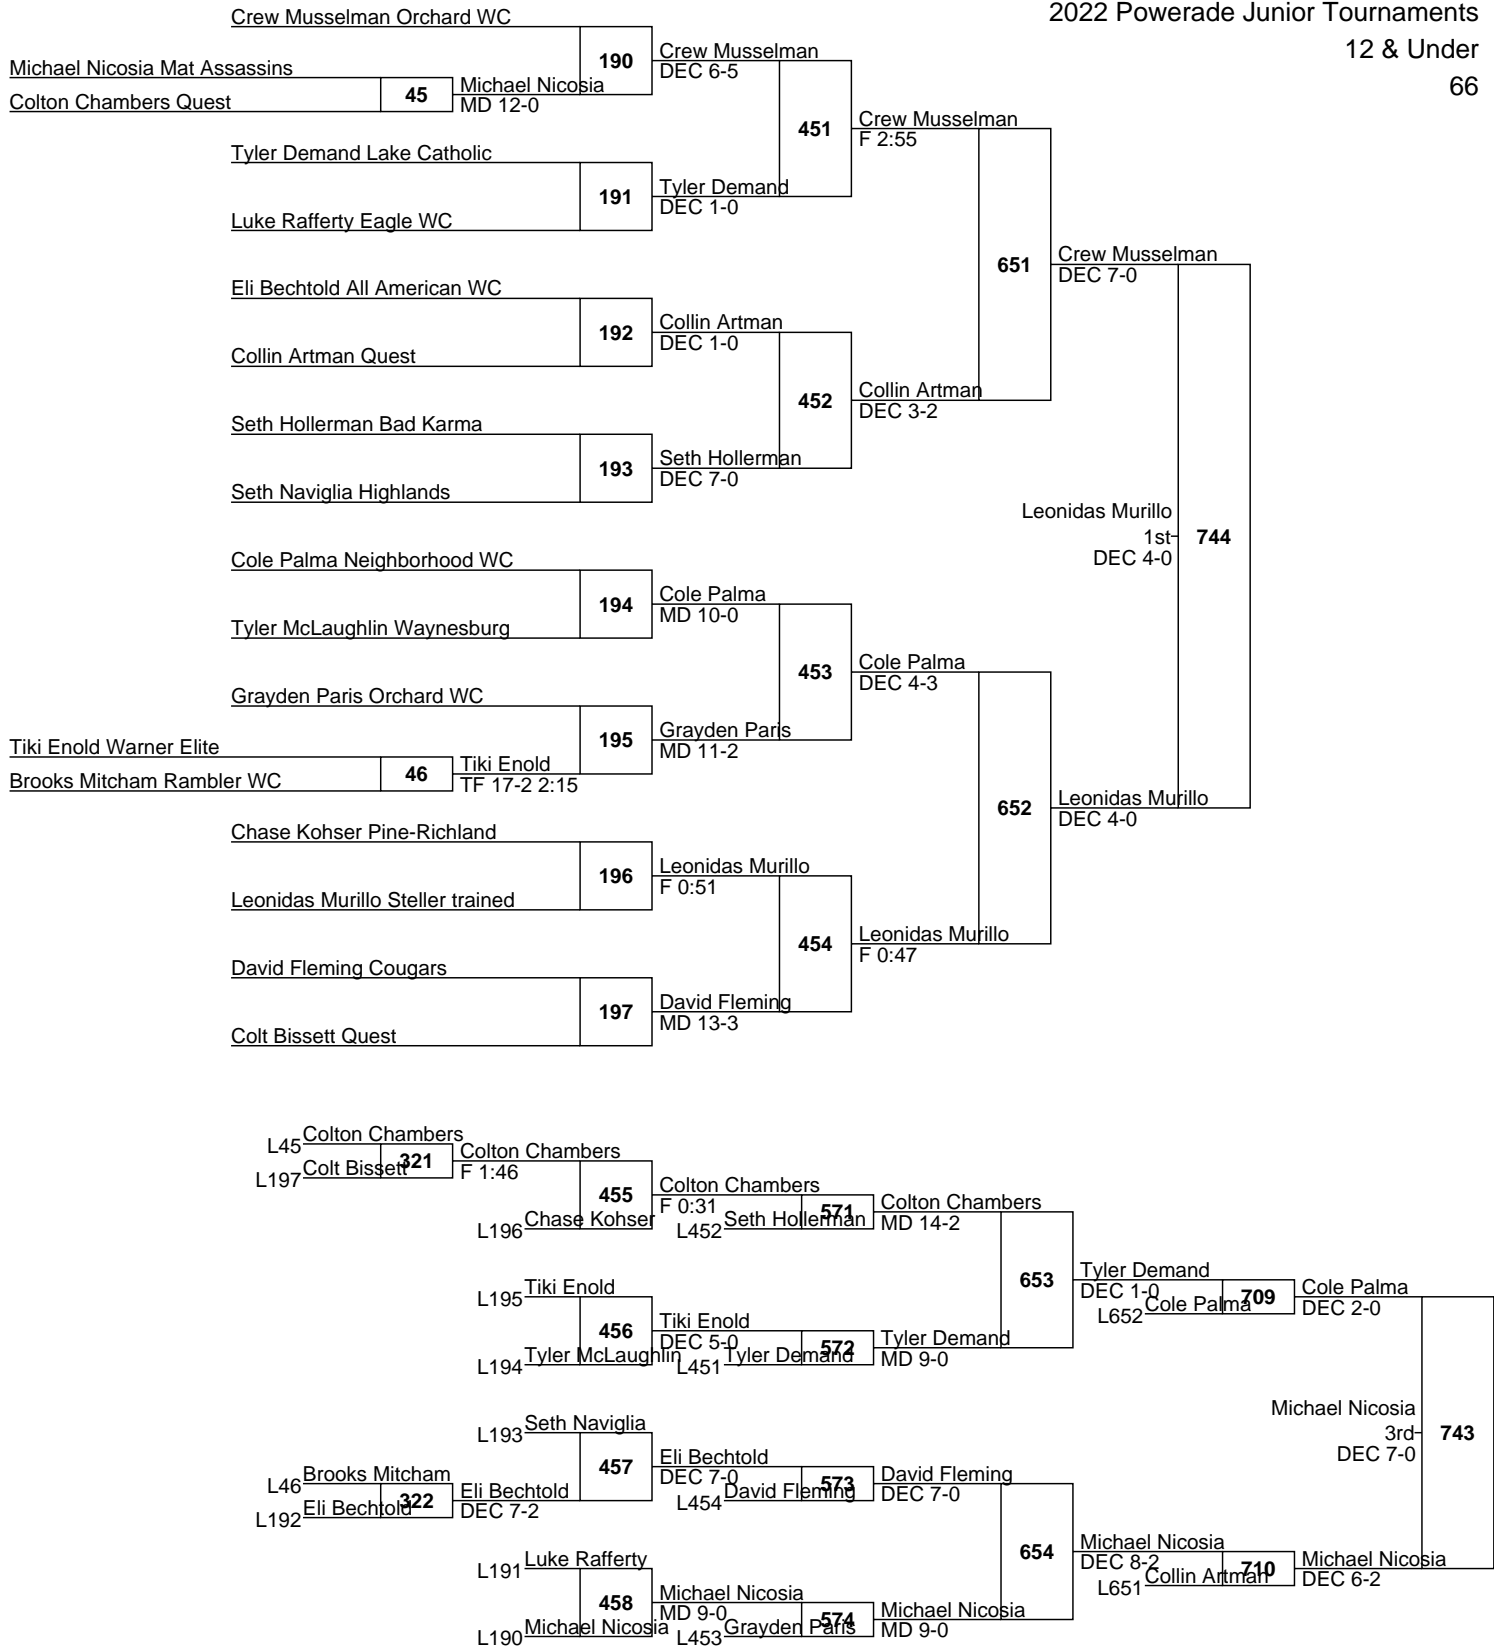 2022 Powerade Junior Tournaments
12 & Under
66
Crew Musselman Orchard WC
190
Crew Musselman
DEC 6-5
Michael Nicosia Mat Assassins
45
Michael Nicosia
MD 12-0
Colton Chambers Quest
451
Crew Musselman
F 2:55
Tyler Demand Lake Catholic
191
Tyler Demand
DEC 1-0
Luke Rafferty Eagle WC
651
Crew Musselman
DEC 7-0
Eli Bechtold All American WC
192
Collin Artman
DEC 1-0
Collin Artman Quest
452
Collin Artman
DEC 3-2
Seth Hollerman Bad Karma
193
Seth Hollerman
DEC 7-0
Seth Naviglia Highlands
Leonidas Murillo
1st
744
DEC 4-0
Cole Palma Neighborhood WC
194
Cole Palma
MD 10-0
Tyler McLaughlin Waynesburg
453
Cole Palma
DEC 4-3
Grayden Paris Orchard WC
195
Grayden Paris
MD 11-2
Tiki Enold Warner Elite
46
Tiki Enold
TF 17-2 2:15
Brooks Mitcham Rambler WC
652
Leonidas Murillo
DEC 4-0
Chase Kohser Pine-Richland
196
Leonidas Murillo
F 0:51
Leonidas Murillo Steller trained
454
Leonidas Murillo
F 0:47
David Fleming Cougars
197
David Fleming
MD 13-3
Colt Bissett Quest
L45 Colton Chambers
321
Colton Chambers
F 1:46
L197 Colt Bissett
455
Colton Chambers
F 0:31
L196 Chase Kohser
571
Colton Chambers
MD 14-2
L452 Seth Hollerman
653
Tyler Demand
DEC 1-0
L195 Tiki Enold
456
Tiki Enold
DEC 5-0
L194 Tyler McLaughlin
572
Tyler Demand
MD 9-0
L451 Tyler Demand
709
Cole Palma
DEC 2-0
L652 Cole Palma
Michael Nicosia
3rd
743
DEC 7-0
L193 Seth Naviglia
457
Eli Bechtold
DEC 7-0
L46 Brooks Mitcham
322
Eli Bechtold
DEC 7-2
L192 Eli Bechtold
573
David Fleming
DEC 7-0
L454 David Fleming
654
Michael Nicosia
DEC 8-2
L191 Luke Rafferty
458
Michael Nicosia
MD 9-0
L190 Michael Nicosia
574
Michael Nicosia
MD 9-0
L453 Grayden Paris
710
Michael Nicosia
DEC 6-2
L651 Collin Artman